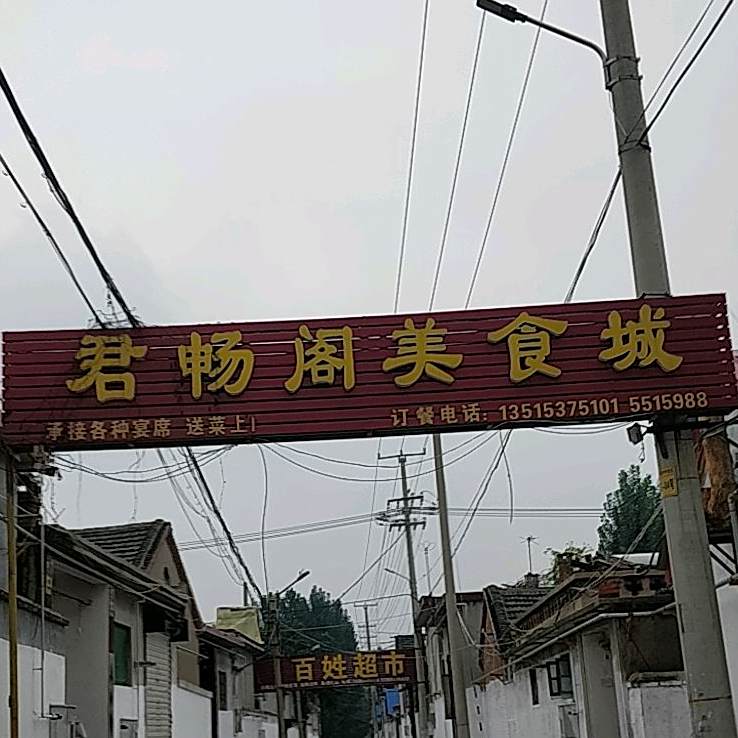 君畅阁美食城
承接各种宴席 送菜上
订餐电话: 13515375101 5515988
百姓超市